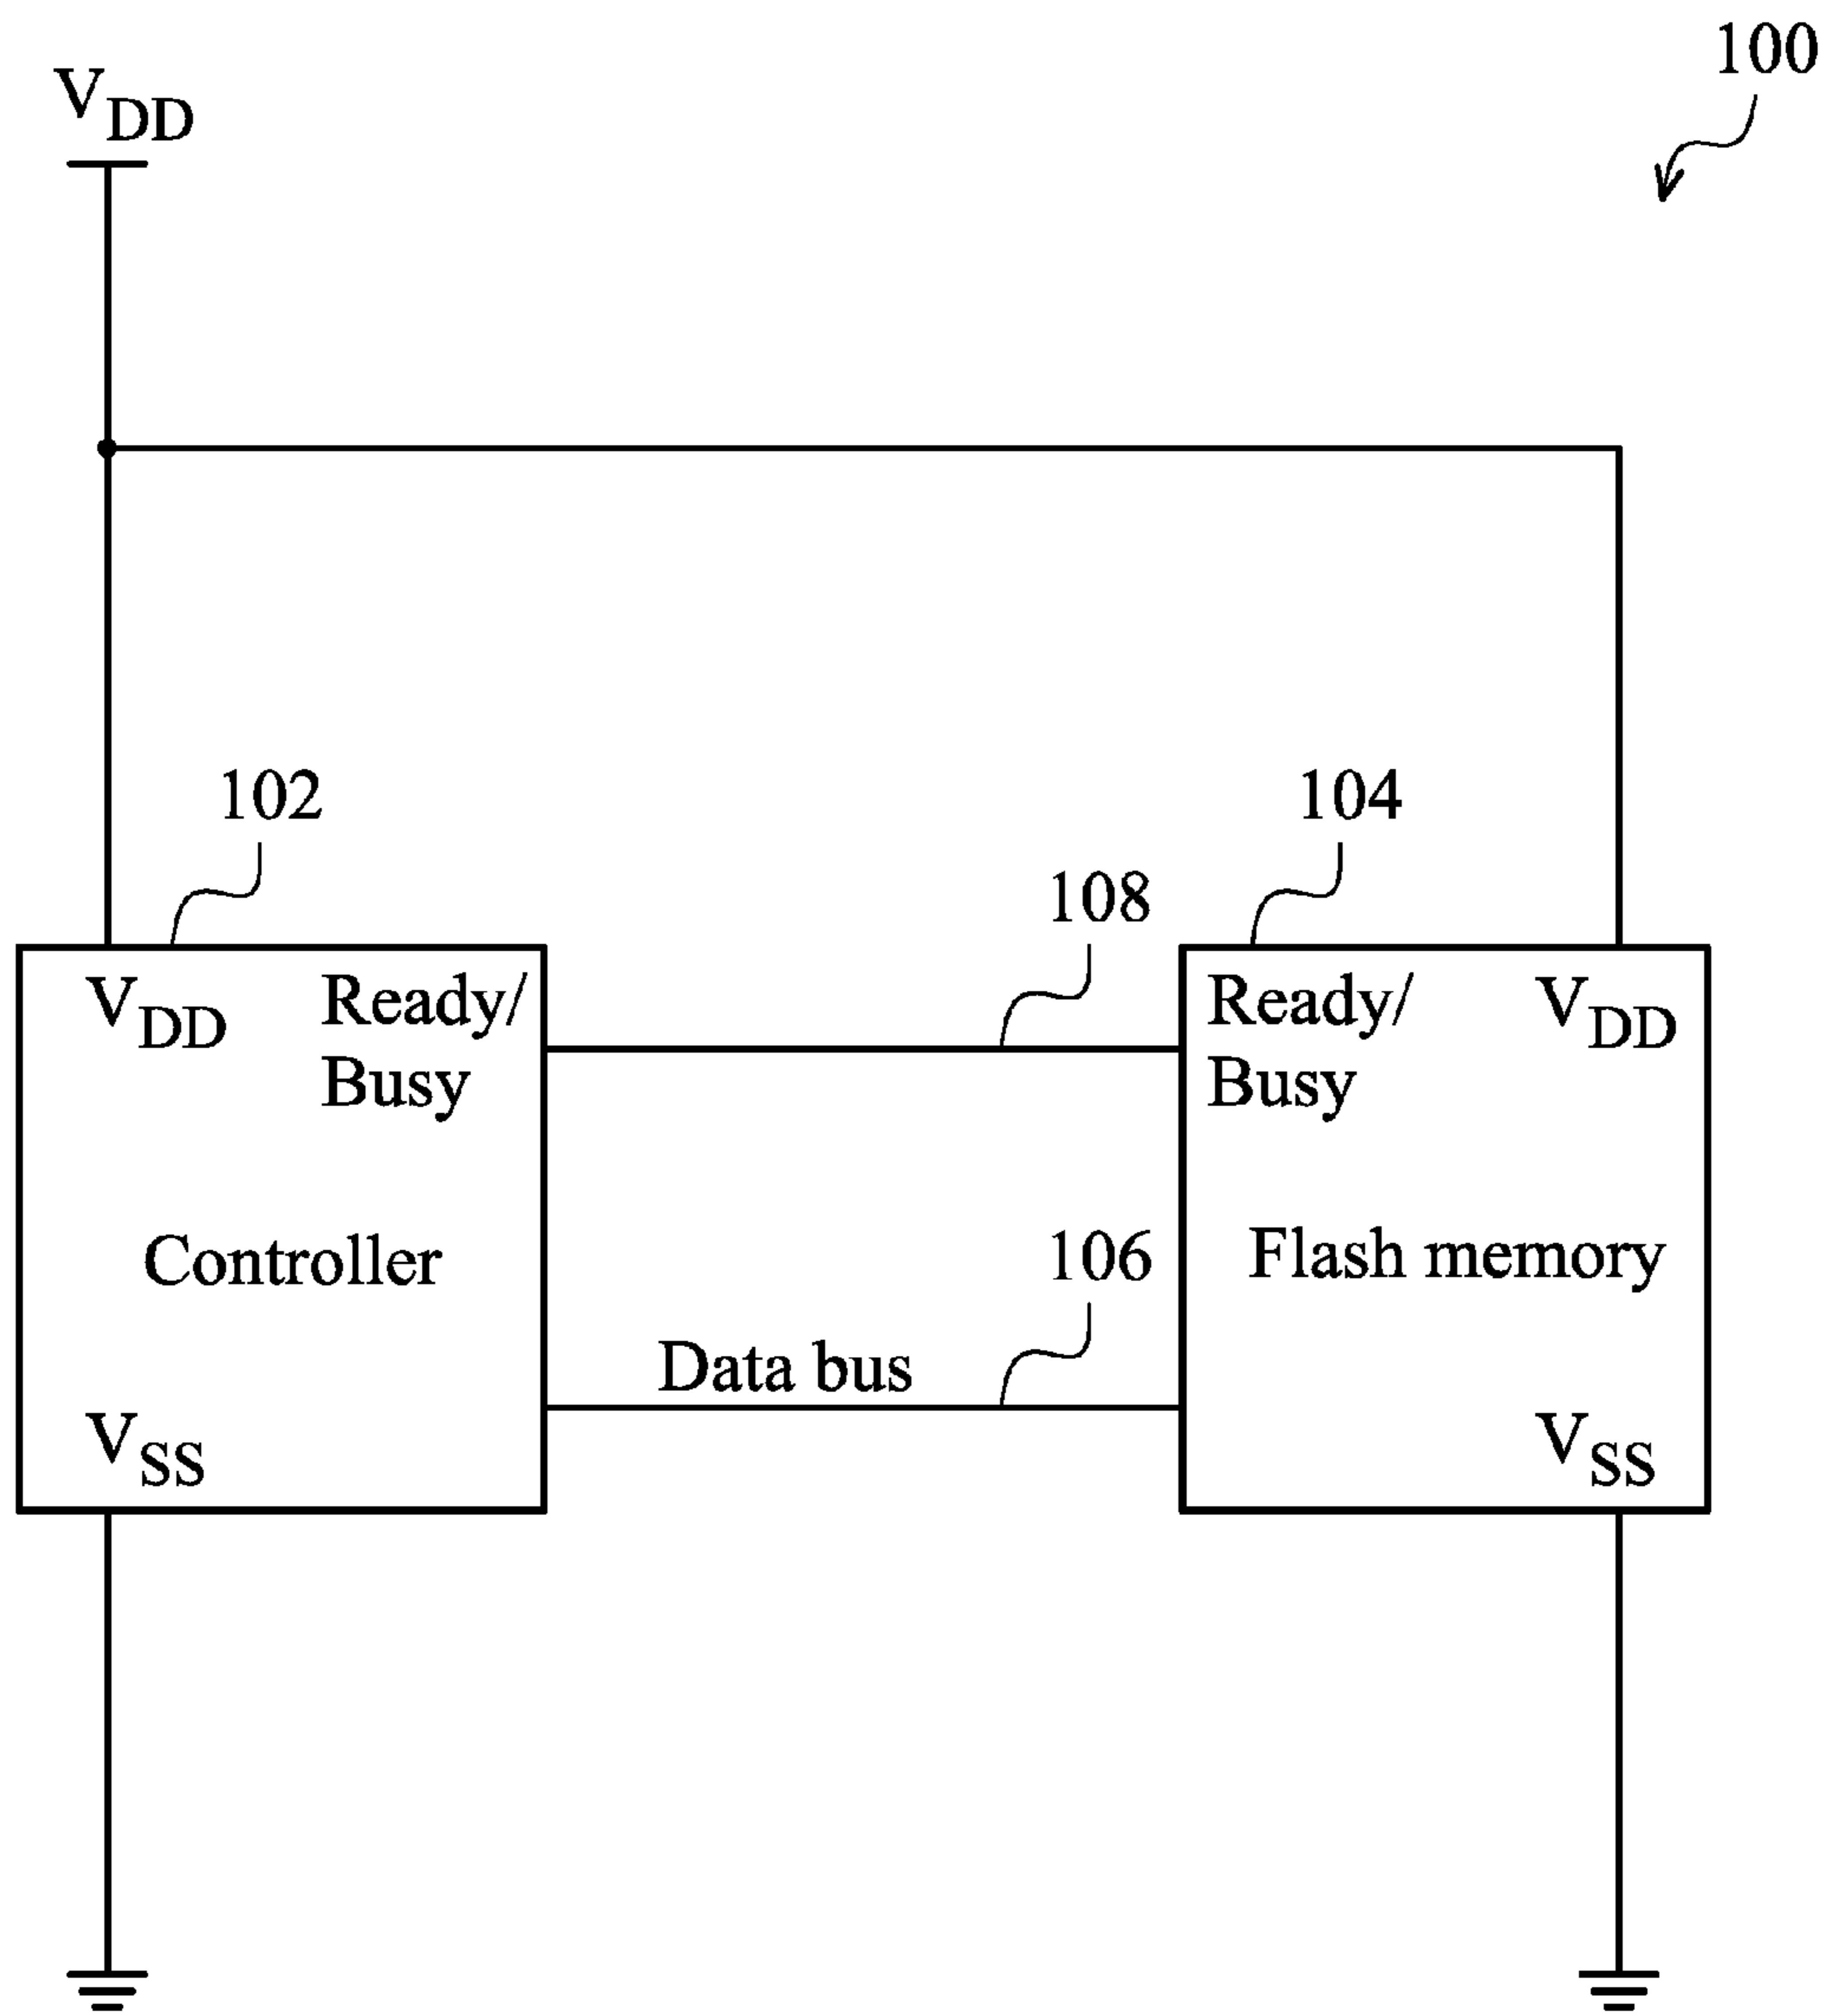 100
VDD
102
104
108
VDD
Ready/
Busy
Ready/
Busy
VDD
Controller
106
Flash memory
Data bus
VSS
VSS